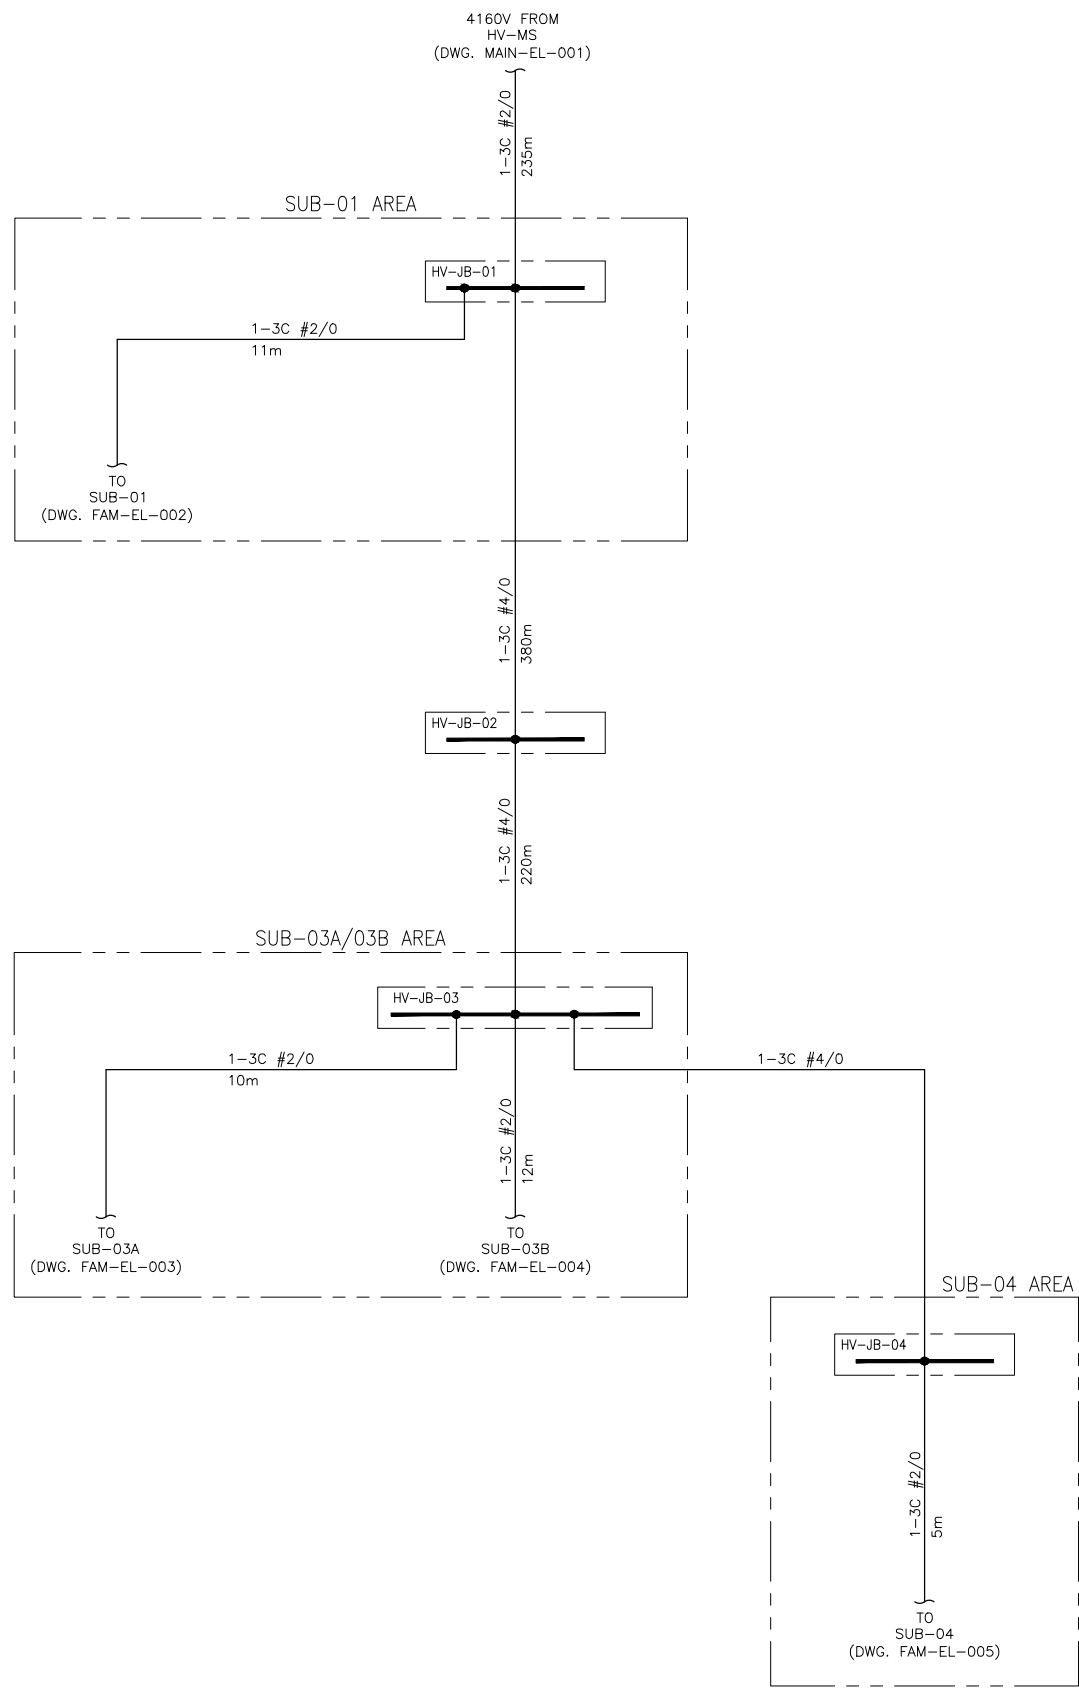 4160V FROM
HV-MS
(DWG. MAIN-EL-001)
1-3C #2/0
235m
SUB-01 AREA
HV-JB-01
1-3C #2/0
11m
TO
SUB-01
(DWG. FAM-EL-002)
1-3C #4/0
380m
HV-JB-02
1-3C #4/0
220m
SUB-03A/03B AREA
HV-JB-03
1-3C #2/0
10m
1-3C #4/0
1-3C #2/0
12m
TO
SUB-03A
(DWG. FAM-EL-003)
TO
SUB-03B
(DWG. FAM-EL-004)
SUB-04 AREA
HV-JB-04
1-3C #2/0
5m
TO
SUB-04
(DWG. FAM-EL-005)